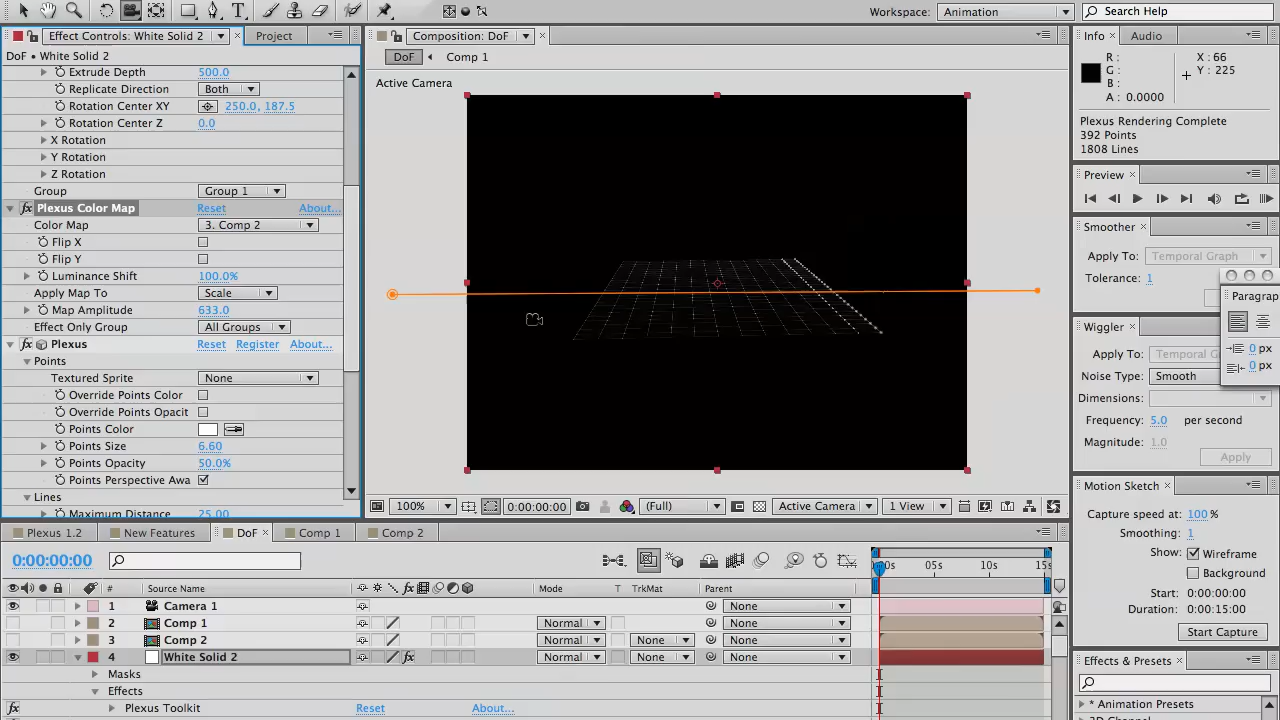 Workspace: Animation
Search Help
Effect Controls: White Solid 2
Project
DoF • White Solid 2
Extrude Depth 500.0
Replicate Direction Both
Rotation Center XY 250.0, 187.5
Rotation Center Z 0.0
X Rotation
Y Rotation
Z Rotation
Group Group 1
fx Plexus Color Map Reset About...
Color Map 3. Comp 2
Flip X
Flip Y
Luminance Shift 100.0%
Apply Map To Scale
Map Amplitude 633.0
Effect Only Group All Groups
fx Plexus Reset Register About...
Points
Textured Sprite None
Override Points Color
Override Points Opacit
Points Color
Points Size 6.60
Points Opacity 50.0%
Points Perspective Awa
Lines
Maximum Distance 25.00
Composition: DoF
DoF Comp 1
Active Camera
100% 0:00:00:00 (Full) Active Camera 1 View
Info Audio
R :
G :
B :
A : 0.0000
X : 66
Y : 225
Plexus Rendering Complete
392 Points
1808 Lines
Preview
Smoother
Apply To: Temporal Graph
Tolerance: 1
Paragrap
0 px
0 px
Wiggler
Apply To: Temporal Gr
Noise Type: Smooth
Dimensions:
Frequency: 5.0 per second
Magnitude: 1.0
Apply
Motion Sketch
Capture speed at: 100 %
Smoothing: 1
Show: Wireframe
Background
Start: 0:00:00:00
Duration: 0:00:15:00
Start Capture
Effects & Presets
* Animation Presets
Plexus 1.2 New Features DoF Comp 1 Comp 2
0:00:00:00
00s 05s 10s 15s
# Source Name Mode T TrkMat Parent
1 Camera 1 None
2 Comp 1 Normal None
3 Comp 2 Normal None None
4 White Solid 2 fx Normal None None
Masks
Effects
fx Plexus Toolkit Reset About...